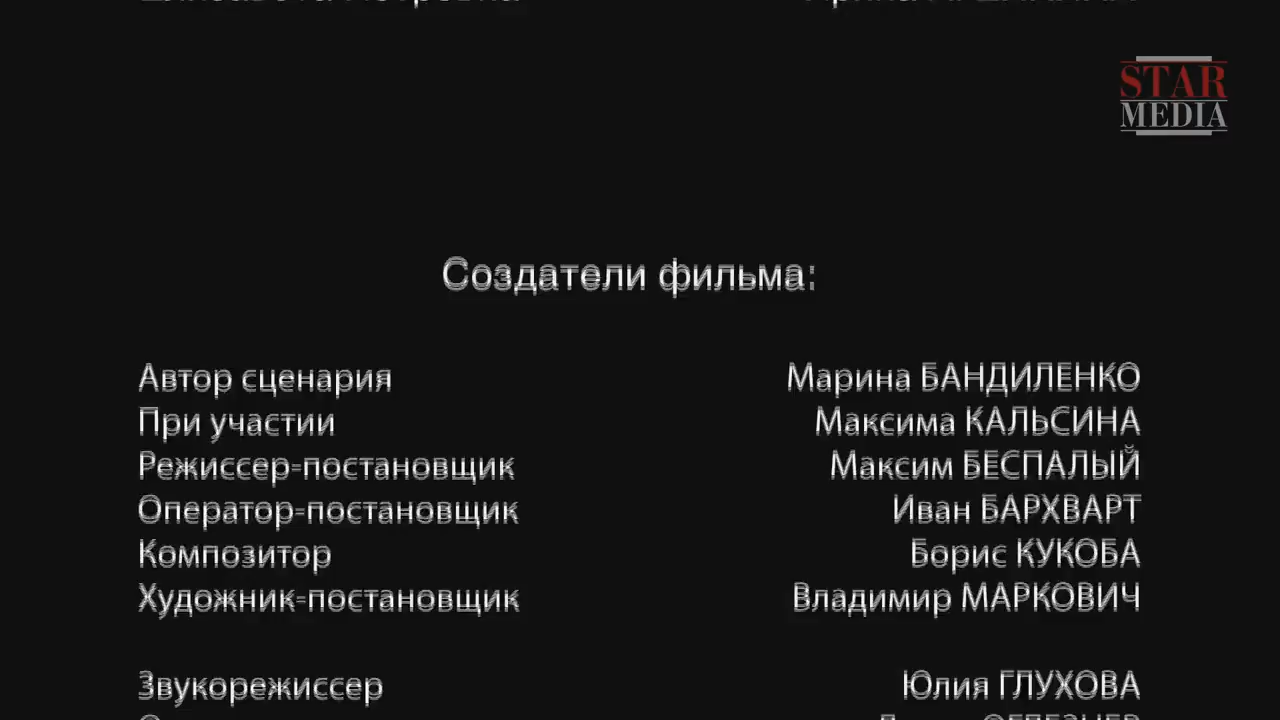 STAR
MEDIA
Создатели фильма:
Автор сценария Марина БАНДИЛЕНКО
При участии Максима КАЛЬСИНА
Режиссер-постановщик Максим БЕСПАЛЫЙ
Оператор-постановщик Иван БАРХВАРТ
Композитор Борис КУКОБА
Художник-постановщик Владимир МАРКОВИЧ
Звукорежиссер Юлия ГЛУХОВА